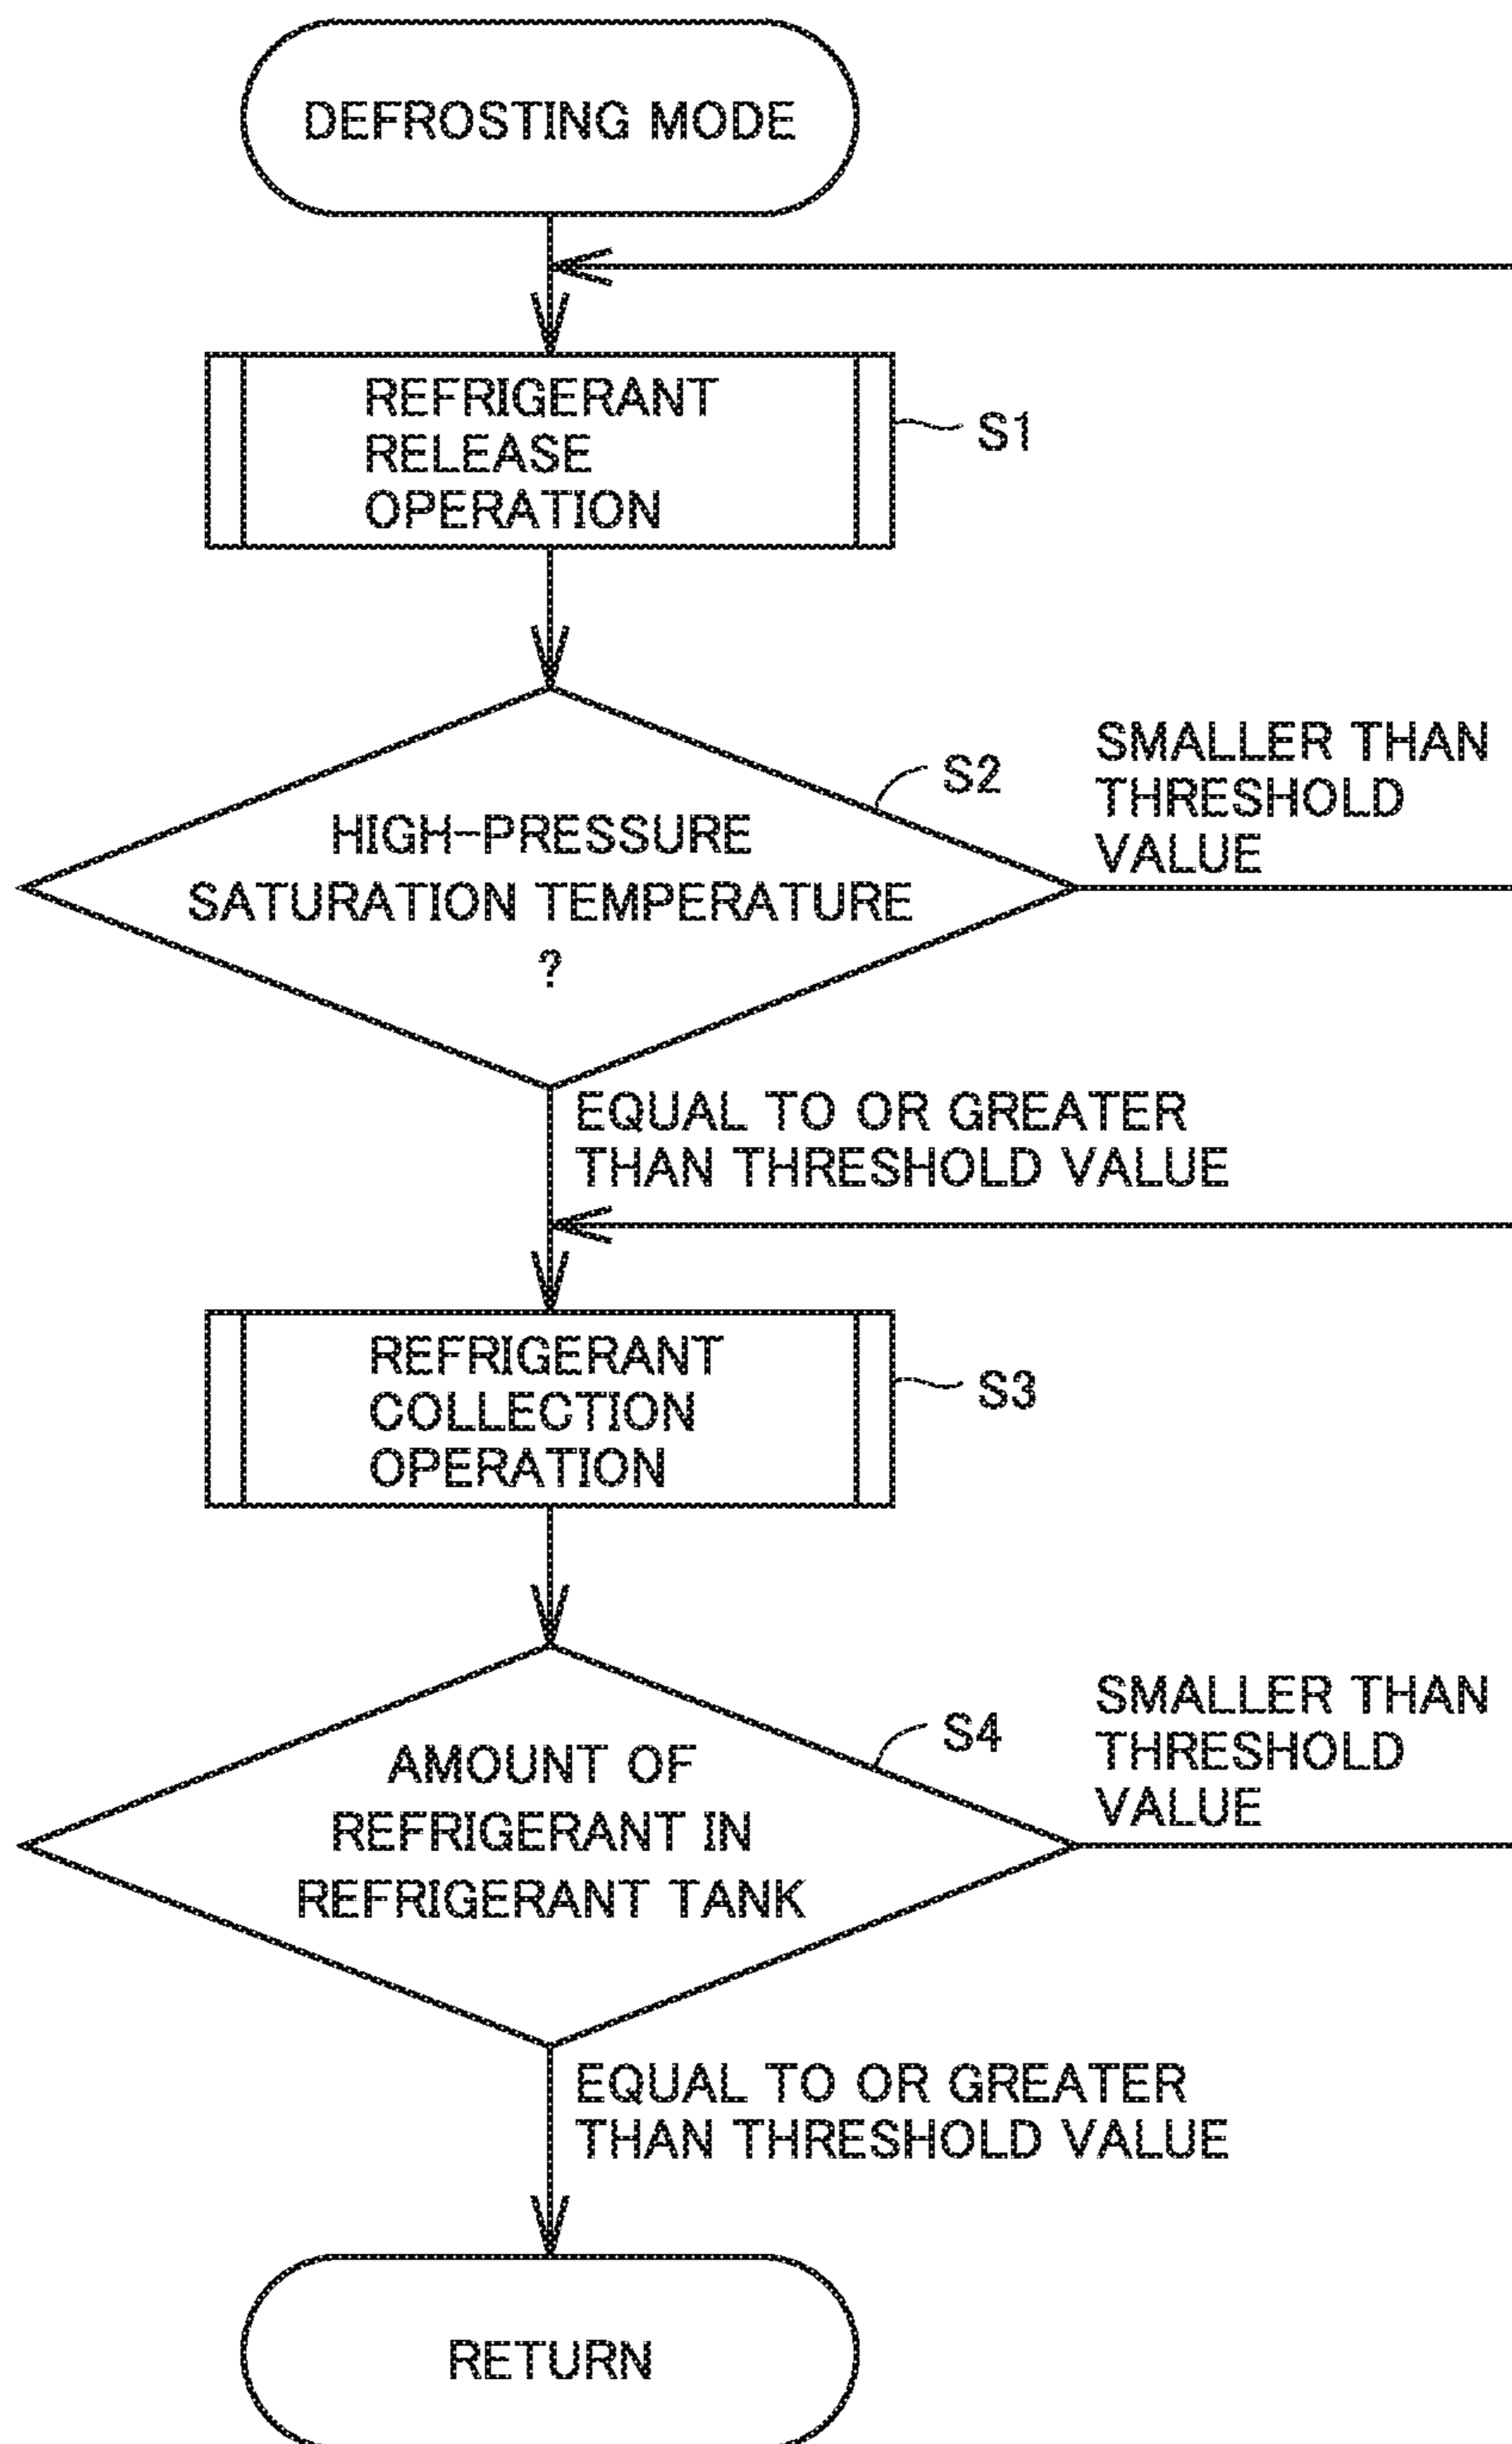 DEFROSTING MODE
REFRIGERANT
RELEASE
OPERATION
S1
S2
SMALLER THAN
THRESHOLD
VALUE
HIGH-PRESSURE
SATURATION TEMPERATURE
?
EQUAL TO OR GREATER
THAN THRESHOLD VALUE
REFRIGERANT
COLLECTION
OPERATION
S3
S4
SMALLER THAN
THRESHOLD
VALUE
AMOUNT OF
REFRIGERANT IN
REFRIGERANT TANK
EQUAL TO OR GREATER
THAN THRESHOLD VALUE
RETURN